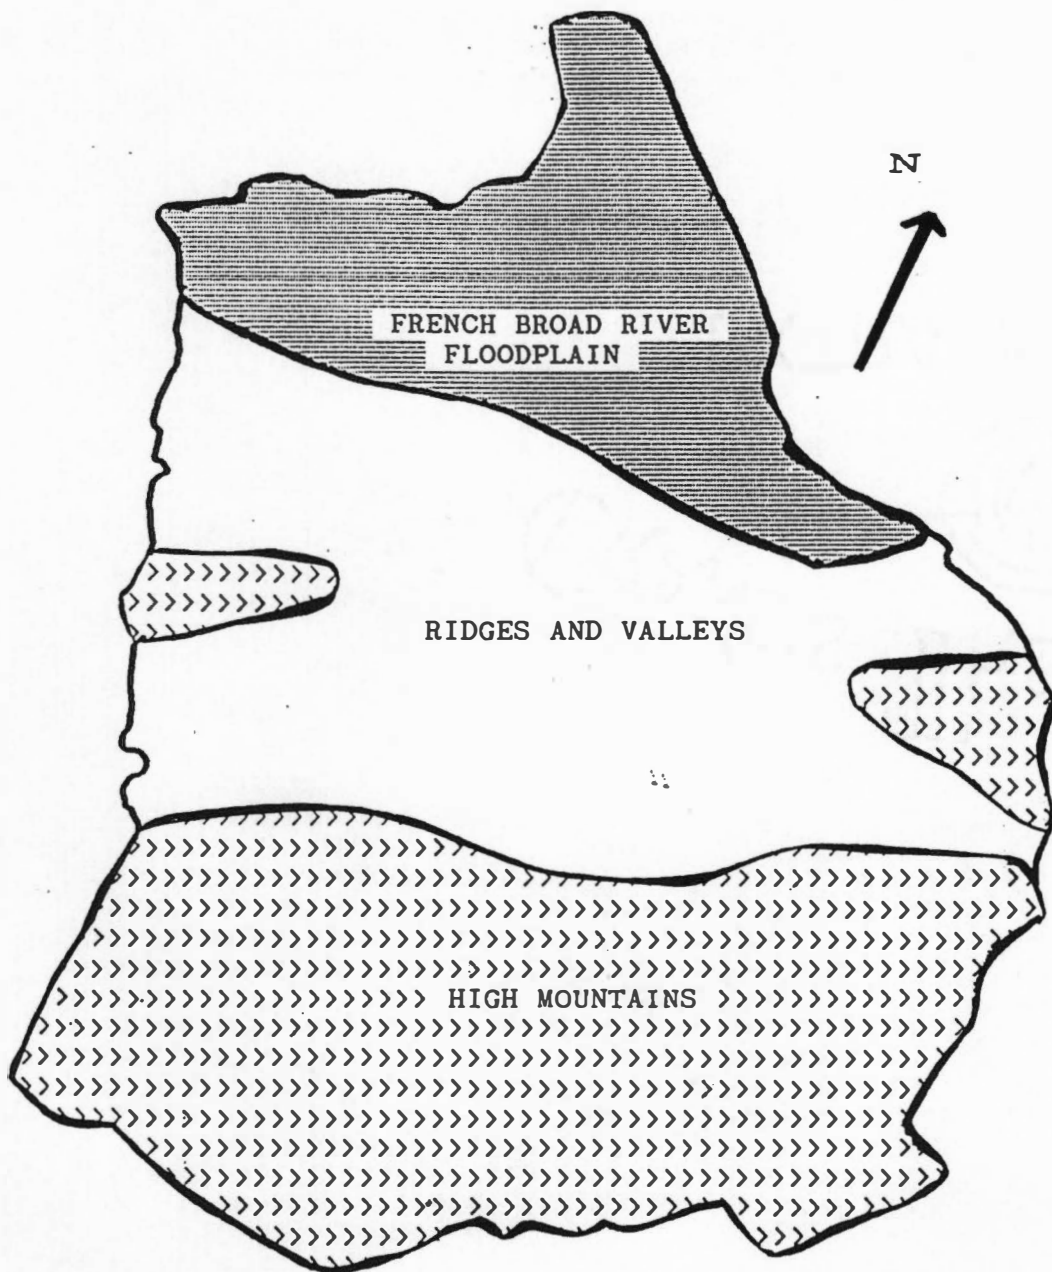 N
FRENCH BROAD RIVER
FLOODPLAIN
RIDGES AND VALLEYS
HIGH MOUNTAINS